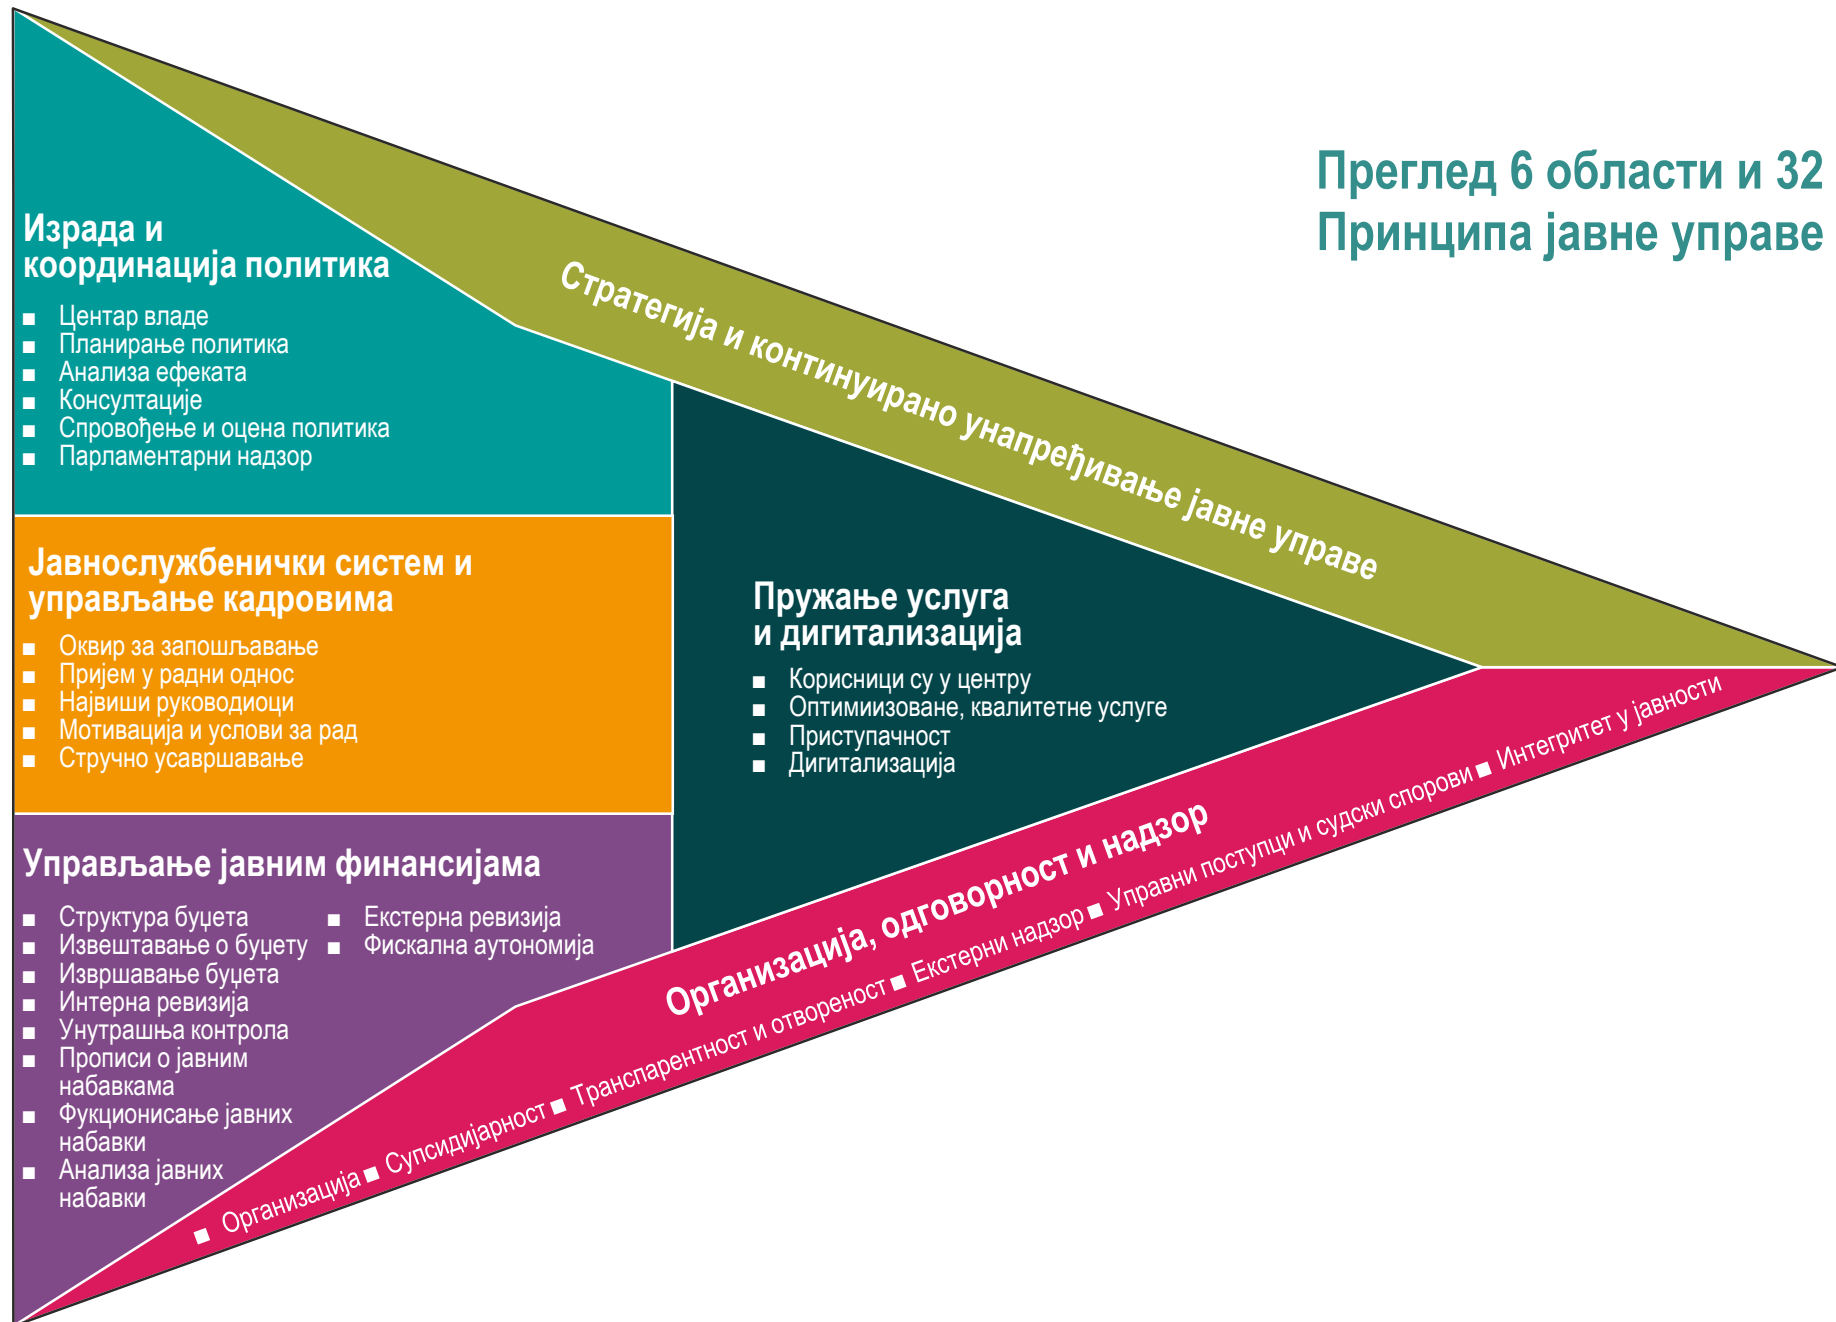 Преглед 6 области и 32
Принципа јавне управе
Стратегија и континуирано унапређивање јавне управе
Израда и
координација политика
■ Центар владе
■ Планирање политика
■ Анализа ефеката
■ Консултације
■ Спровођење и оцена политика
■ Парламентарни надзор
Јавнослужбенички систем и
управљање кадровима
■ Оквир за запошљавање
■ Пријем у радни однос
■ Највиши руководиоци
■ Мотивација и услови за рад
■ Стручно усавршавање
Пружање услуга
и дигитализација
■ Корисници су у центру
■ Оптимиизоване, квалитетне услуге
■ Приступачност
■ Дигитализација
Управљање јавним финансијама
■ Структура буџета
■ Извештавање о буџету
■ Извршавање буџета
■ Интерна ревизија
■ Унутрашња контрола
■ Прописи о јавним
набавкама
■ Фукционисање јавних
набавки
■ Анализа јавних
набавки
■ Екстерна ревизија
■ Фискална аутономија
Организација, одговорност и надзор
■ Организација ■ Супсидијарност ■ Транспарентност и отвореност ■ Екстерни надзор ■ Управни поступци и судски спорови ■ Интегритет у јавности